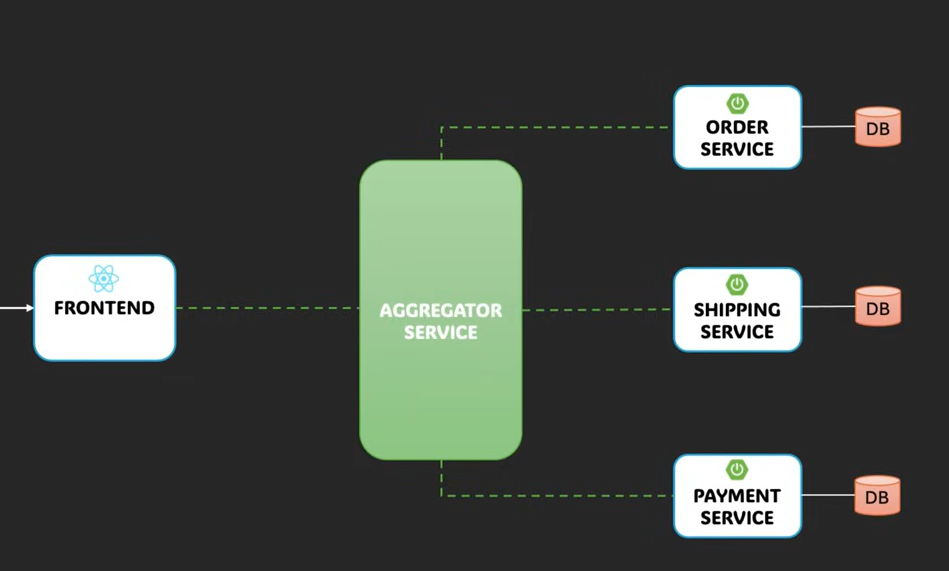 FRONTEND
AGGREGATOR
SERVICE
ORDER
SERVICE
DB
SHIPPING
SERVICE
DB
PAYMENT
SERVICE
DB